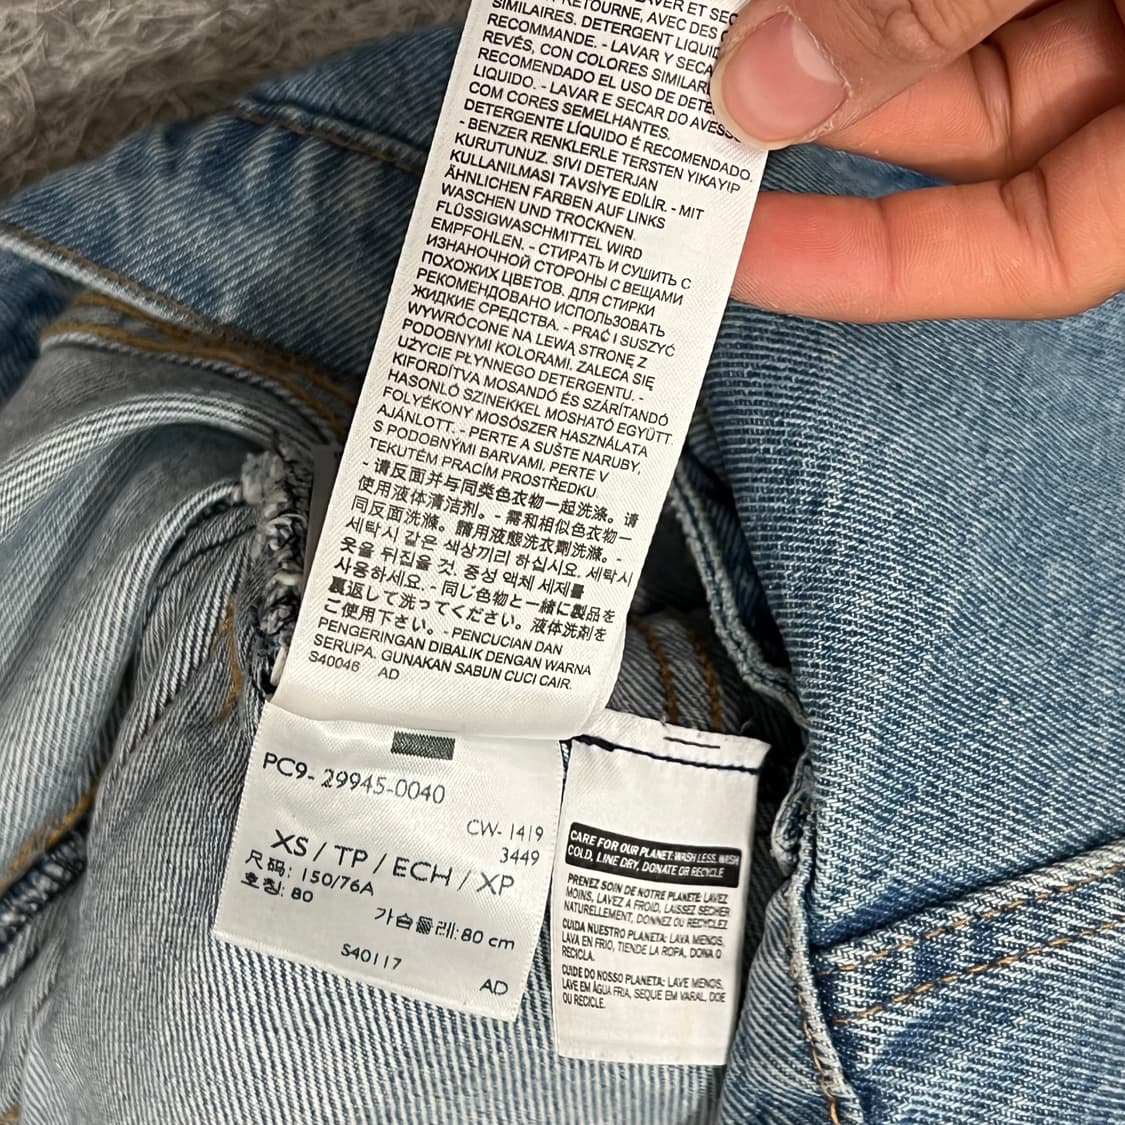 LAVER ET SEC
RETOURNE, AVEC DES
SIMILAIRES. DETERGENT LIQUID
RECOMMANDE. - LAVAR Y SECA
REVÉS, CON COLORES SIMILAR
RECOMENDADO EL USO DE DETE
LIQUIDO. - LAVAR E SECAR DO AVESS
COM CORES SEMELHANTES.
DETERGENTE LÍQUIDO É RECOMENDADO.
- BENZER RENKLERLE TERSTEN YIKAYIP
KURUTUNUZ. SIVI DETERJAN
KULLANILMASI TAVSİYE EDİLİR. - MIT
ÄHNLICHEN FARBEN AUF LINKS
WASCHEN UND TROCKNEN.
FLÜSSIGWASCHMITTEL WIRD
EMPFOHLEN. - СТИРАТЬ И СУШИТЬ С
ИЗНАНОЧНОЙ СТОРОНЫ С ВЕЩАМИ
ПОХОЖИХ ЦВЕТОВ. ДЛЯ СТИРКИ
РЕКОМЕНДОВАНО ИСПОЛЬЗОВАТЬ
ЖИДКИЕ СРЕДСТВА. - PRAĆ I SUSZYĆ
WYWRÓCONE NA LEWĄ STRONĘ Z
PODOBNYMI KOLORAMI. ZALECA SIĘ
UŻYCIE PŁYNNEGO DETERGENTU. -
KIFORDÍTVA MOSANDÓ ÉS SZÁRÍTANDÓ
HASONLÓ SZINEKKEL MOSHATÓ EGYÜTT.
FOLYÉKONY MOSÓSZER HASZNÁLATA
AJÁNLOTT. - PERTE A SUŠTE NARUBY,
S PODOBNÝMI BARVAMI. PERTE V
TEKUTÉM PRACÍM PROSTŘEDKU.
- 请反面并与同类色衣物一起洗涤。请
使用液体清洁剂。- 需和相似色衣物一
同反面洗滌。請用液態洗衣劑洗滌。-
세탁시 같은 색상끼리 하십시요. 세탁시
옷을 뒤집을 것. 중성 액체 세제를
사용하세요. - 同じ色物と一緒に製品を
裏返して洗ってください。液体洗剤を
ご使用下さい。- PENCUCIAN DAN
PENGERINGAN DIBALIK DENGAN WARNA
SERUPA. GUNAKAN SABUN CUCI CAIR.
S40046 AD
PC9- 29945-0040
CW- 1419
3449
XS / TP / ECH / XP
尺码: 150/76A
호칭: 80
가슴둘레:80 cm
S40117
AD
CARE FOR OUR PLANET: WASH LESS, WASH
COLD, LINE DRY, DONATE OR RECYCLE
PRENEZ SOIN DE NOTRE PLANETE: LAVEZ
MOINS, LAVEZ A FROID, LAISSEZ SECHER
NATURELLEMENT, DONNEZ OU RECYCLEZ
CUIDA NUESTRO PLANETA: LAVA MENOS,
LAVA EN FRIO, TIENDE LA ROPA, DONA O
RECICLA.
CUIDE DO NOSSO PLANETA: LAVE MENOS,
LAVE EM ÁGUA FRIA, SEQUE EM VARAL, DOE
OU RECICLE.